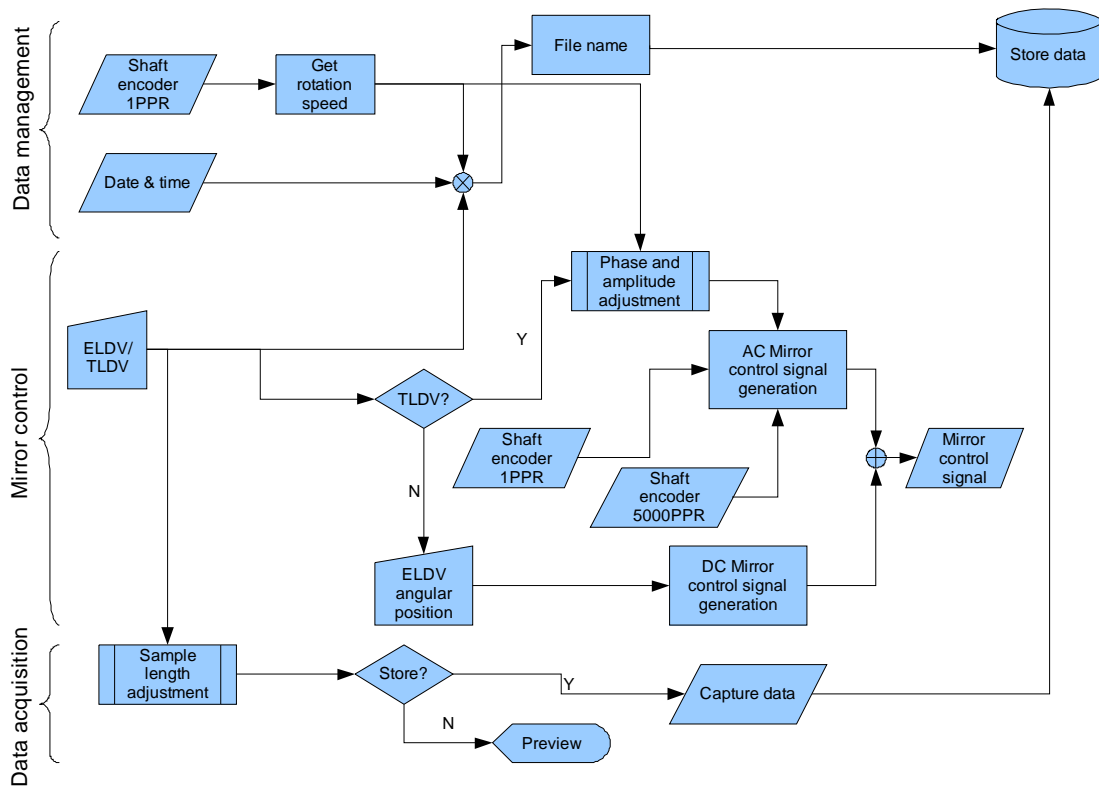 Data management
Shaft
encoder
1PPR
Get
rotation
speed
File name
Store data
Date & time
Mirror control
ELDV/
TLDV
TLDV?
Y
N
Phase and
amplitude
adjustment
AC Mirror
control signal
generation
Shaft
encoder
1PPR
Shaft
encoder
5000PPR
Mirror
control
signal
ELDV
angular
position
DC Mirror
control signal
generation
Data acquisition
Sample
length
adjustment
Store?
Y
N
Capture data
Preview